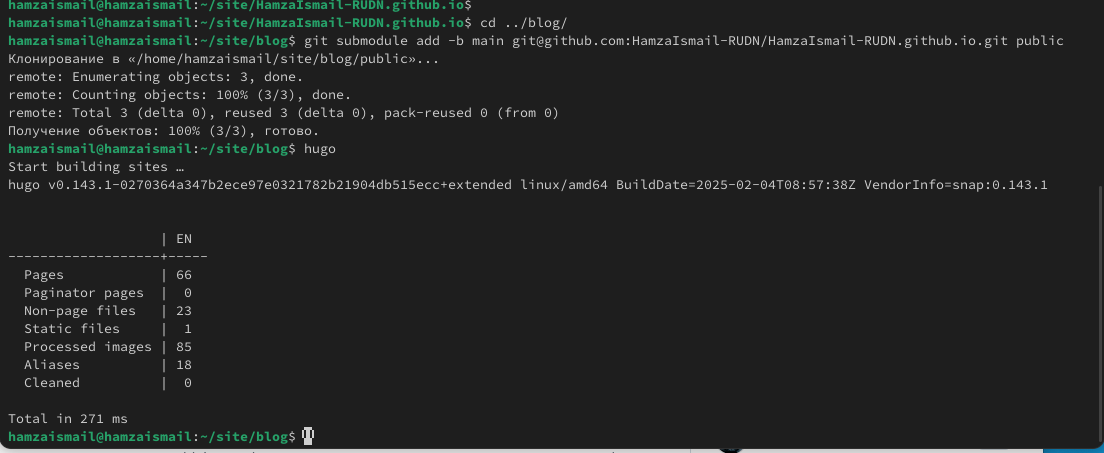 hamzaismail@hamzaismail:~/site/HamzaIsmail-RUDN.github.io$
hamzaismail@hamzaismail:~/site/HamzaIsmail-RUDN.github.io$ cd ../blog/
hamzaismail@hamzaismail:~/site/blog$ git submodule add -b main git@github.com:HamzaIsmail-RUDN/HamzaIsmail-RUDN.github.io.git public
Клонирование в «/home/hamzaismail/site/blog/public»...
remote: Enumerating objects: 3, done.
remote: Counting objects: 100% (3/3), done.
remote: Total 3 (delta 0), reused 3 (delta 0), pack-reused 0 (from 0)
Получение объектов: 100% (3/3), готово.
hamzaismail@hamzaismail:~/site/blog$ hugo
Start building sites …
hugo v0.143.1-0270364a347b2ece97e0321782b21904db515ecc+extended linux/amd64 BuildDate=2025-02-04T08:57:38Z VendorInfo=snap:0.143.1
                   | EN
-------------------+-----
  Pages            | 66
  Paginator pages  |  0
  Non-page files   | 23
  Static files     |  1
  Processed images | 85
  Aliases          | 18
  Cleaned          |  0
Total in 271 ms
hamzaismail@hamzaismail:~/site/blog$